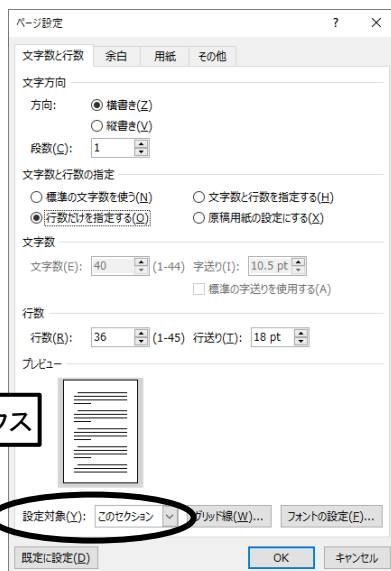 ページ設定 ? ×
文字数と行数 余白 用紙 その他
文字方向
方向: 横書き(Z)
縦書き(V)
段数(C): 1
文字数と行数の指定
標準の文字数を使う(N) 文字数と行数を指定する(H)
行数だけを指定する(O) 原稿用紙の設定にする(X)
文字数
文字数(E): 40 (1-44) 字送り(I): 10.5 pt
標準の字送りを使用する(A)
行数
行数(R): 36 (1-45) 行送り(T): 18 pt
プレビュー
設定対象(Y): このセクション グリッド線(W)... フォントの設定(F)...
既定に設定(D) OK キャンセル